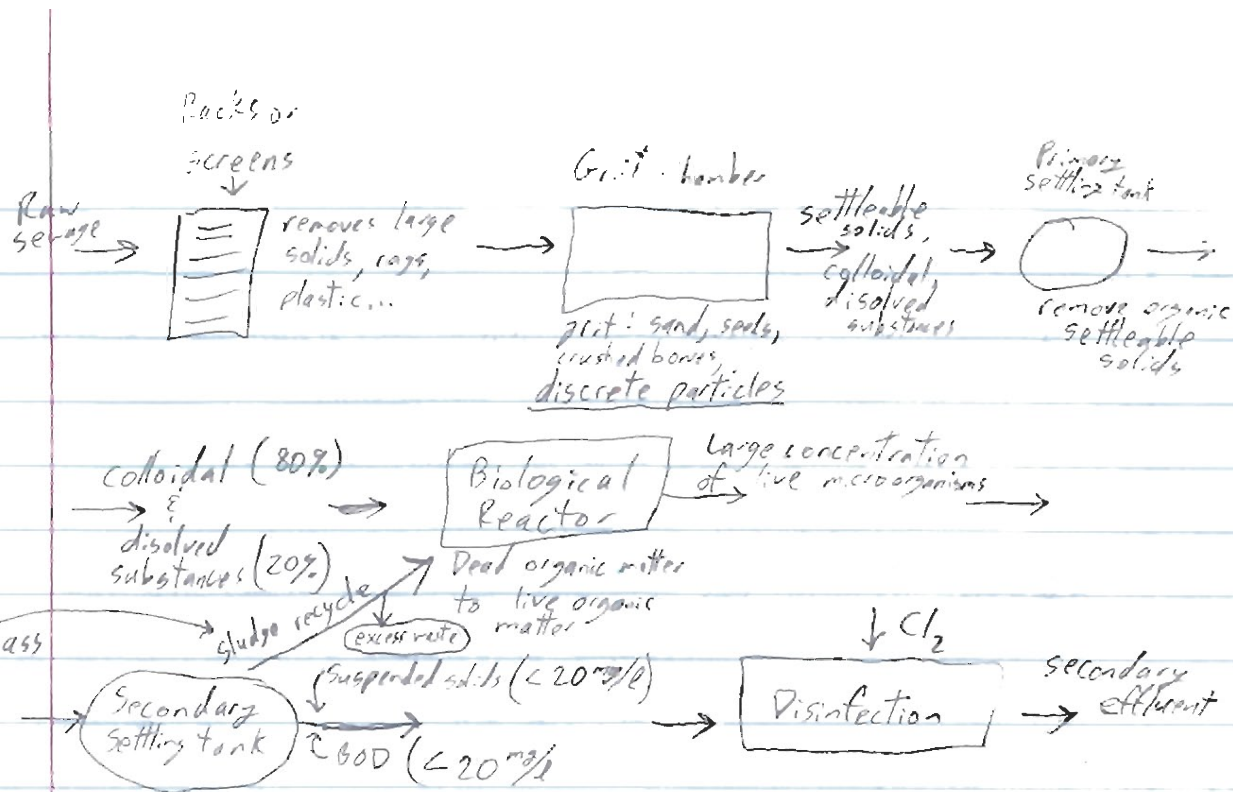 Racks or
screens
Raw
sewage
removes large
solids, rags,
plastic...
Grit chamber
grit: sand, seeds,
crushed bones,
discrete particles
settleable
solids,
colloidal,
disolved
substances
Primary
settling tank
remove organic
settleable
solids
colloidal (80%)
&
disolved
substances (20%)
Biological
Reactor
Dead organic matter
to live organic
matter
Large concentration
of live microorganisms
ass
sludge recycle
Secondary
settling tank
suspended solids (<20 mg/l)
BOD (<20 mg/l
Cl2
Disinfection
secondary
effluent